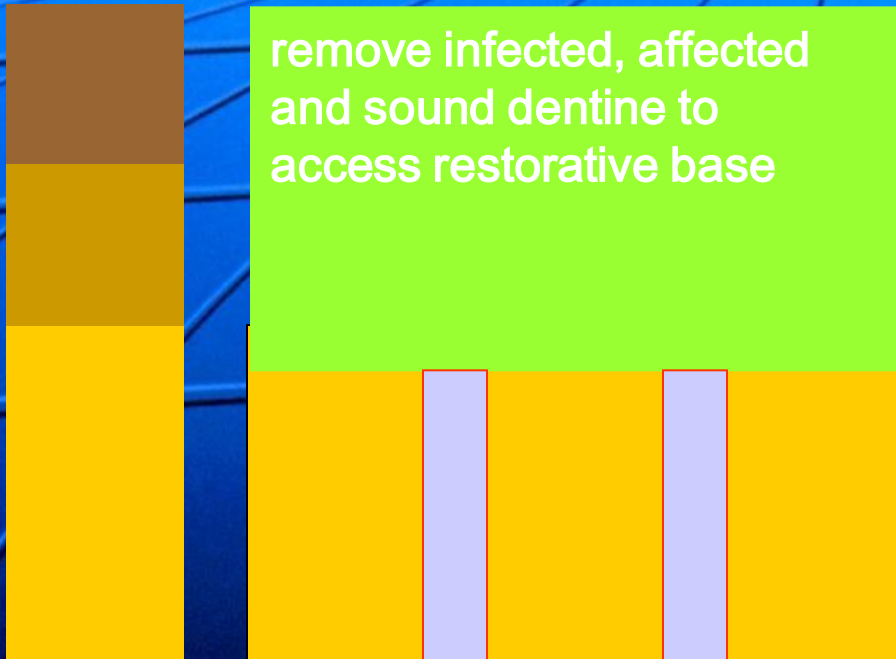 remove infected, affected
and sound dentine to
access restorative base